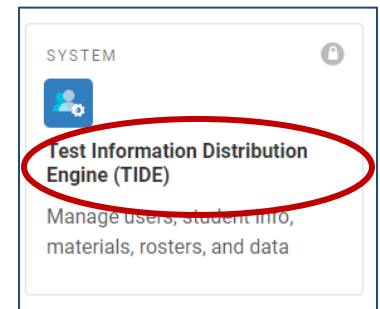 SYSTEM
Test Information Distribution
Engine (TIDE)
Manage users, student info,
materials, rosters, and data